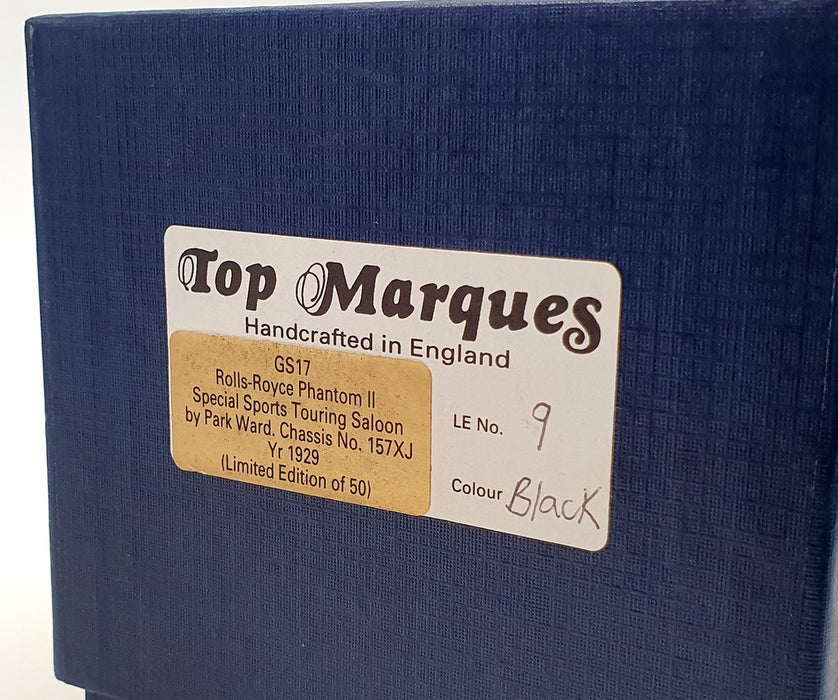 Top Marques
Handcrafted in England
GS17
Rolls-Royce Phantom II
Special Sports Touring Saloon
by Park Ward. Chassis No. 157XJ
Yr 1929
(Limited Edition of 50)
LE No. 9
Colour Black